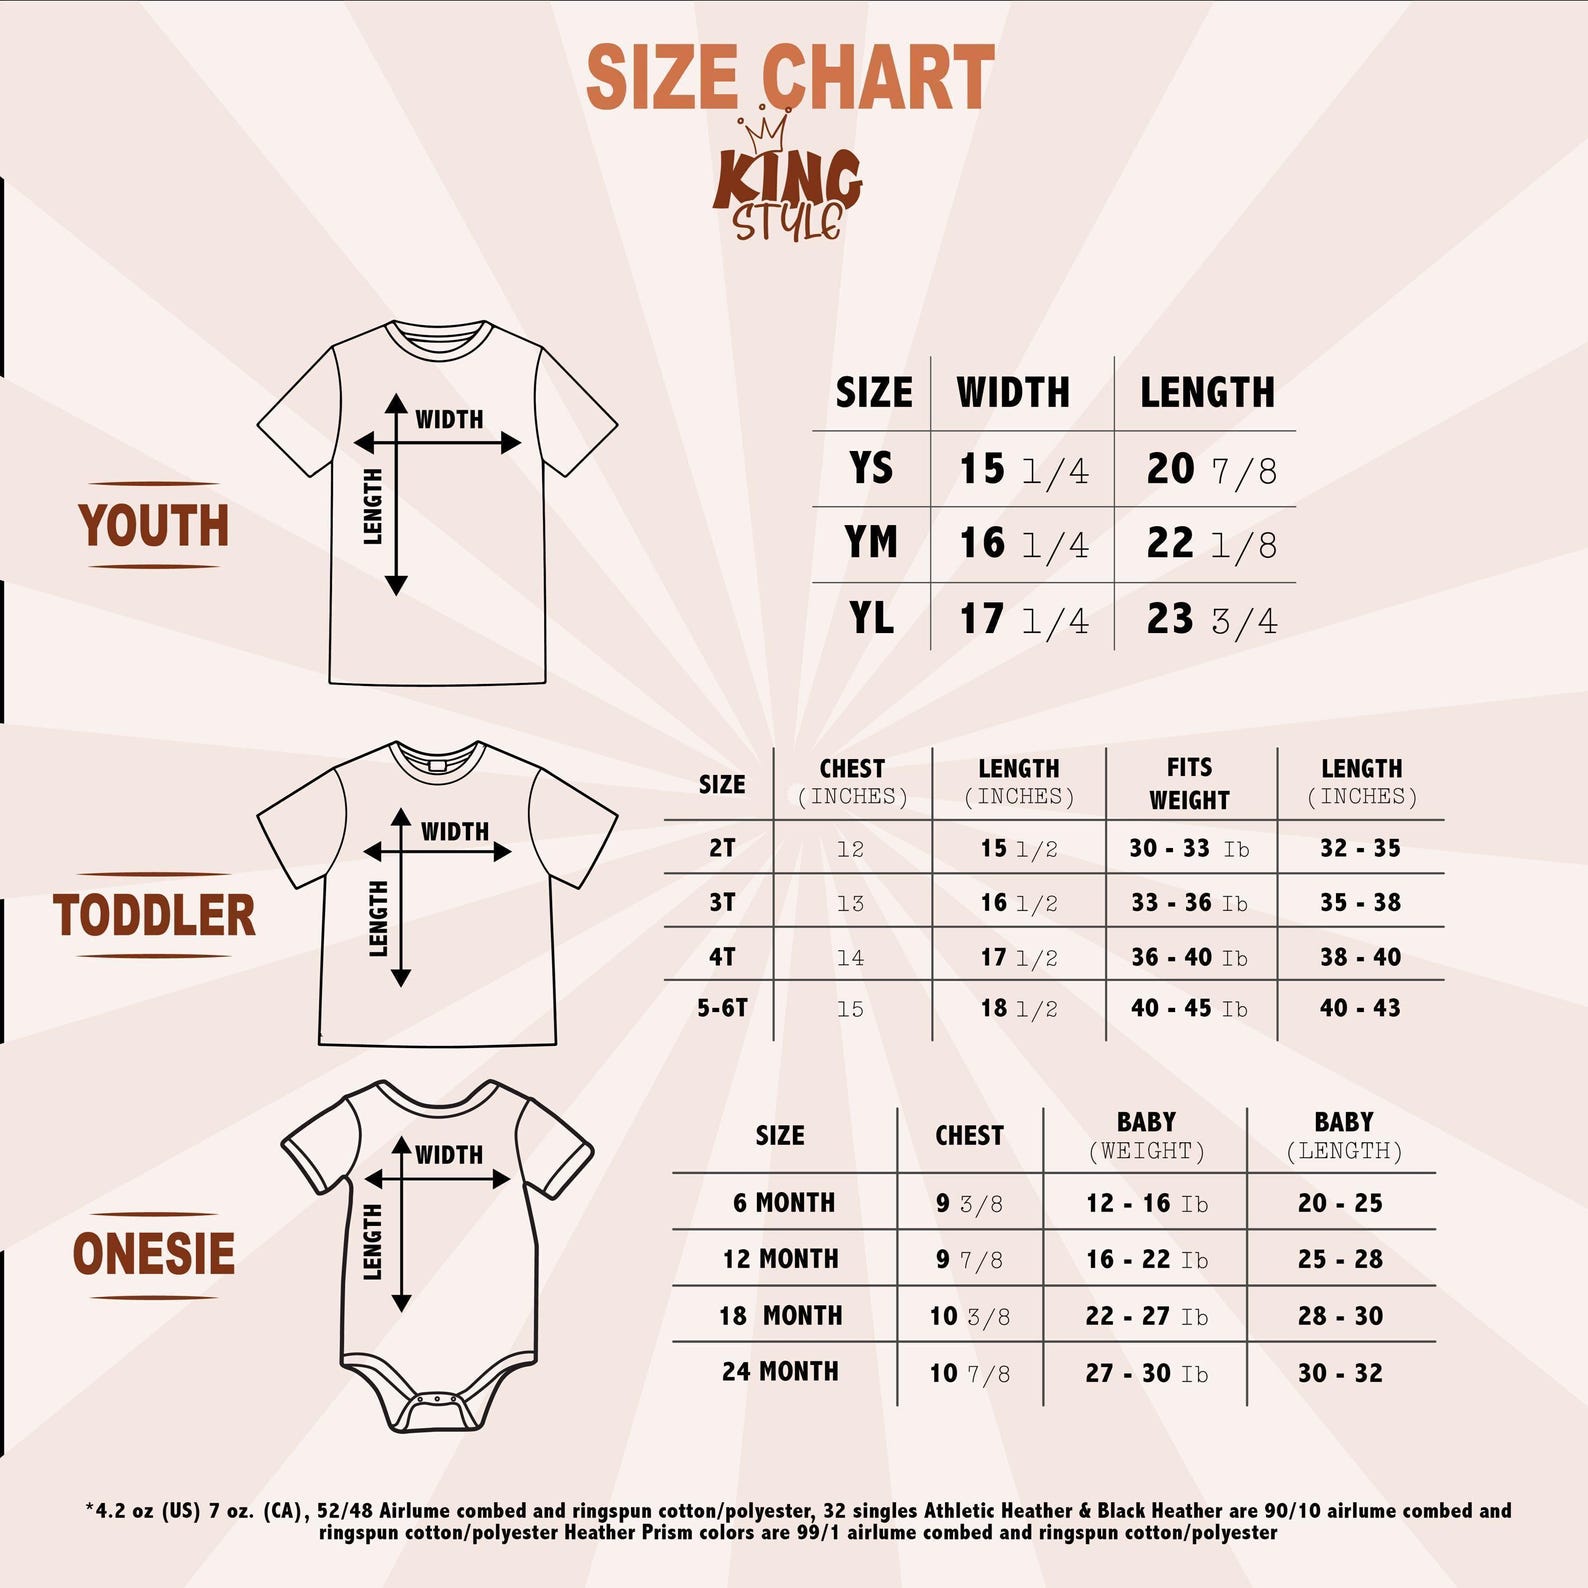 SIZE CHART
KING
STYLE
WIDTH
LENGTH
YOUTH
SIZE WIDTH LENGTH
YS 15 1/4 20 7/8
YM 16 1/4 22 1/8
YL 17 1/4 23 3/4
WIDTH
LENGTH
TODDLER
SIZE CHEST (INCHES) LENGTH (INCHES) FITS WEIGHT LENGTH (INCHES)
2T 12 15 1/2 30 - 33 Ib 32 - 35
3T 13 16 1/2 33 - 36 Ib 35 - 38
4T 14 17 1/2 36 - 40 Ib 38 - 40
5-6T 15 18 1/2 40 - 45 Ib 40 - 43
WIDTH
LENGTH
ONESIE
SIZE CHEST BABY (WEIGHT) BABY (LENGTH)
6 MONTH 9 3/8 12 - 16 Ib 20 - 25
12 MONTH 9 7/8 16 - 22 Ib 25 - 28
18 MONTH 10 3/8 22 - 27 Ib 28 - 30
24 MONTH 10 7/8 27 - 30 Ib 30 - 32
*4.2 oz (US) 7 oz. (CA), 52/48 Airlume combed and ringspun cotton/polyester, 32 singles Athletic Heather & Black Heather are 90/10 airlume combed and
ringspun cotton/polyester Heather Prism colors are 99/1 airlume combed and ringspun cotton/polyester